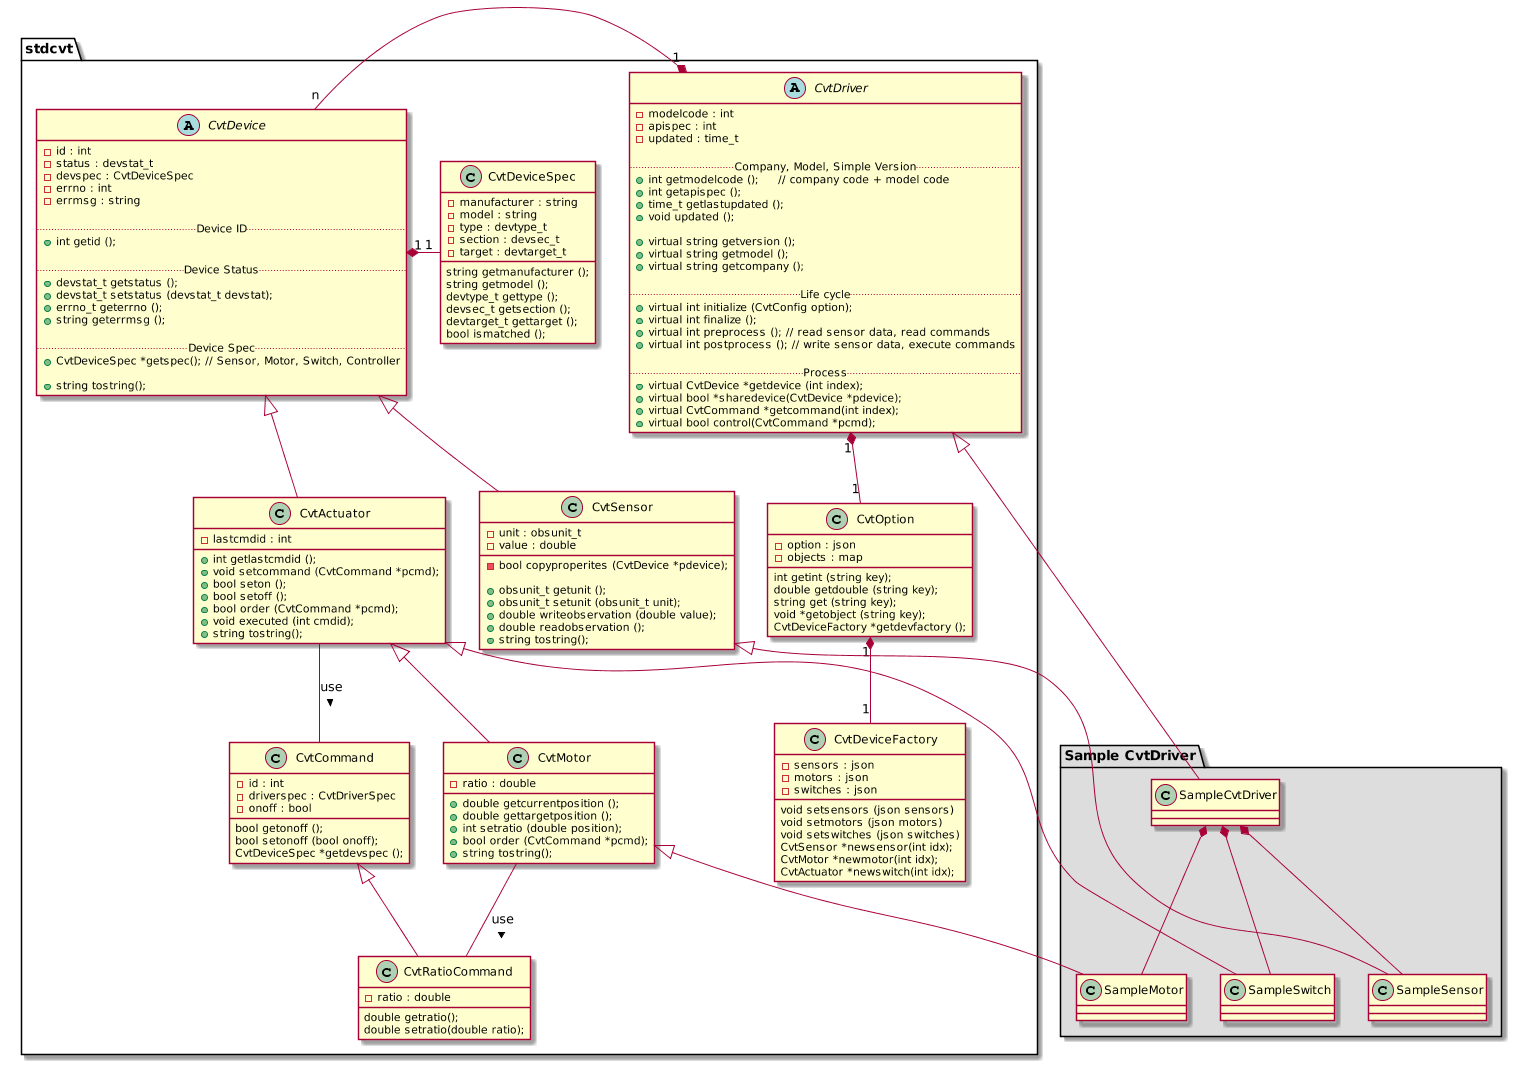 stdcvt
n
1
CvtDevice
id : int
status : devstat_t
devspec : CvtDeviceSpec
errno : int
errmsg : string
Device ID
int getid ();
Device Status
devstat_t getstatus ();
devstat_t setstatus (devstat_t devstat);
errno_t geterrno ();
string geterrmsg ();
Device Spec
CvtDeviceSpec *getspec(); // Sensor, Motor, Switch, Controller
string tostring();
1 1
CvtDeviceSpec
manufacturer : string
model : string
type : devtype_t
section : devsec_t
target : devtarget_t
string getmanufacturer ();
string getmodel ();
devtype_t gettype ();
devsec_t getsection ();
devtarget_t gettarget ();
bool ismatched ();
CvtDriver
modelcode : int
apispec : int
updated : time_t
Company, Model, Simple Version
int getmodelcode ();      // company code + model code
int getapispec ();
time_t getlastupdated ();
void updated ();
virtual string getversion ();
virtual string getmodel ();
virtual string getcompany ();
Life cycle
virtual int initialize (CvtConfig option);
virtual int finalize ();
virtual int preprocess (); // read sensor data, read commands
virtual int postprocess (); // write sensor data, execute commands
Process
virtual CvtDevice *getdevice (int index);
virtual bool *sharedevice(CvtDevice *pdevice);
virtual CvtCommand *getcommand(int index);
virtual bool control(CvtCommand *pcmd);
1
1
CvtActuator
lastcmdid : int
int getlastcmdid ();
void setcommand (CvtCommand *pcmd);
bool seton ();
bool setoff ();
bool order (CvtCommand *pcmd);
void executed (int cmdid);
string tostring();
CvtSensor
unit : obsunit_t
value : double
bool copyproperites (CvtDevice *pdevice);
obsunit_t getunit ();
obsunit_t setunit (obsunit_t unit);
double writeobservation (double value);
double readobservation ();
string tostring();
CvtOption
option : json
objects : map
int getint (string key);
double getdouble (string key);
string get (string key);
void *getobject (string key);
CvtDeviceFactory *getdevfactory ();
1
1
use
CvtCommand
id : int
driverspec : CvtDriverSpec
onoff : bool
bool getonoff ();
bool setonoff (bool onoff);
CvtDeviceSpec *getdevspec ();
CvtMotor
ratio : double
double getcurrentposition ();
double gettargetposition ();
int setratio (double position);
bool order (CvtCommand *pcmd);
string tostring();
CvtDeviceFactory
sensors : json
motors : json
switches : json
void setsensors (json sensors)
void setmotors (json motors)
void setswitches (json switches)
CvtSensor *newsensor(int idx);
CvtMotor *newmotor(int idx);
CvtActuator *newswitch(int idx);
use
CvtRatioCommand
ratio : double
double getratio();
double setratio(double ratio);
Sample CvtDriver
SampleCvtDriver
SampleMotor
SampleSwitch
SampleSensor